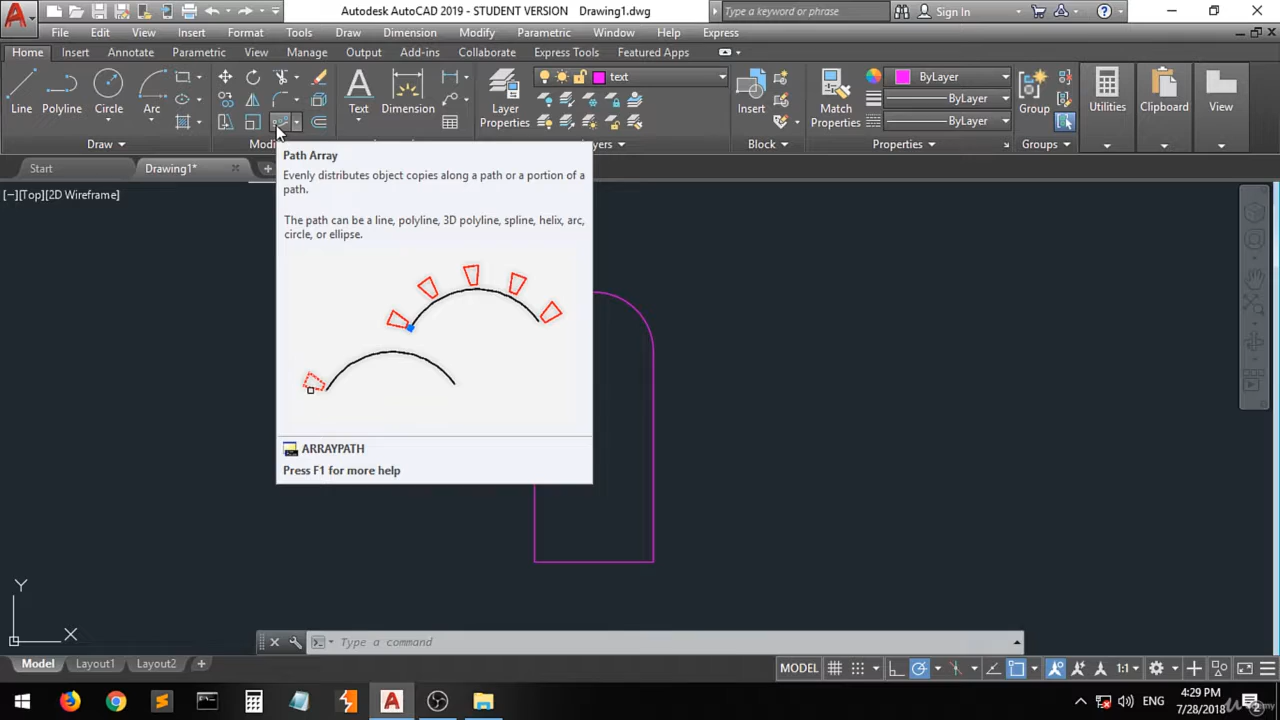 Autodesk AutoCAD 2019 - STUDENT VERSION Drawing1.dwg
Type a keyword or phrase
Sign In
File Edit View Insert Format Tools Draw Dimension Modify Parametric Window Help Express
Home Insert Annotate Parametric View Manage Output Add-ins Collaborate Express Tools Featured Apps
Line Polyline Circle Arc
Text Dimension
Layer
Properties
text
Insert
Match
Properties
ByLayer
ByLayer
ByLayer
Group
Utilities
Clipboard
View
Draw
Modi
yers
Block
Properties
Groups
Start
Drawing1*
[−][Top][2D Wireframe]
Path Array
Evenly distributes object copies along a path or a portion of a
path.
The path can be a line, polyline, 3D polyline, spline, helix, arc,
circle, or ellipse.
ARRAYPATH
Press F1 for more help
Y
X
Type a command
Model Layout1 Layout2
MODEL
1:1
ENG
4:29 PM
7/28/2018